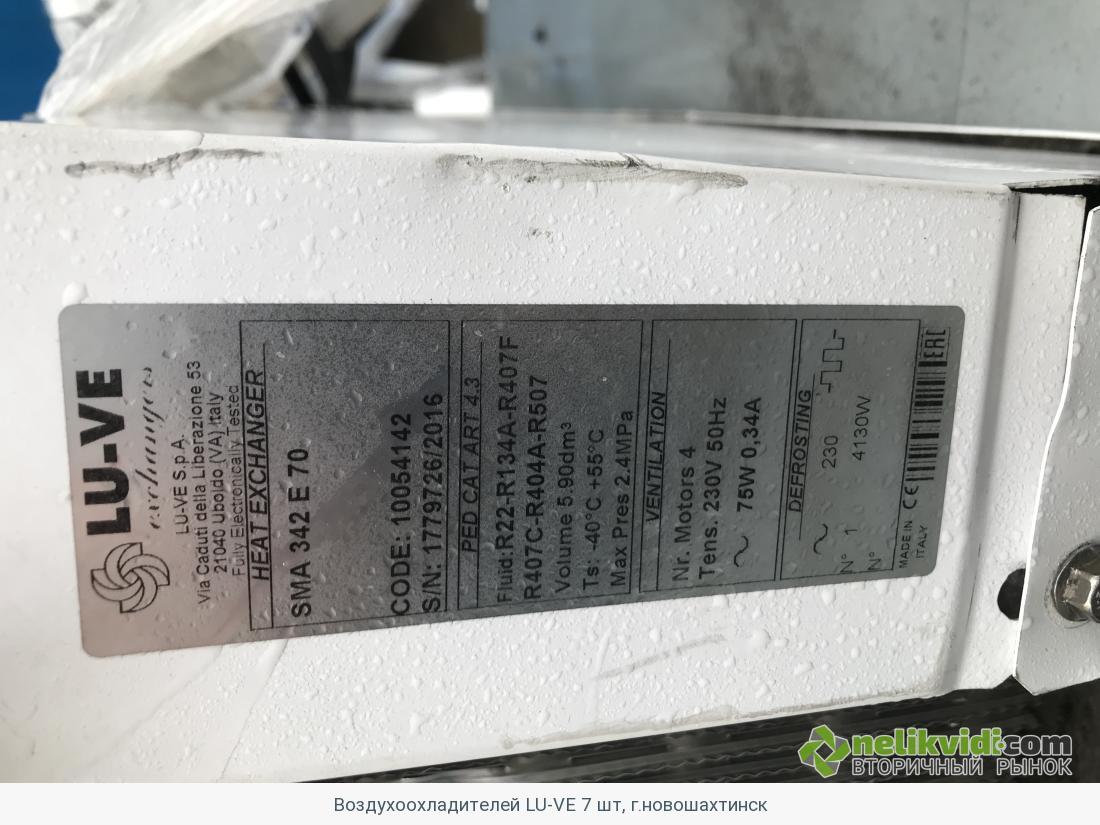 LU-VE
exchangers
LU-VE S.p.A.
Via Caduti della Liberazione 53
21040 Uboldo (VA) Italy
Fully Electronically Tested
HEAT EXCHANGER
SMA 342 E 70
CODE: 10054142
S/N: 1779726/2016
PED CAT ART 4.3
Fluid:R22-R134A-R407F
R407C-R404A-R507
Volume 5.90dm³
Ts: -40°C +55°C
Max Pres 2.4MPa
VENTILATION
Nr. Motors 4
Tens. 230V 50Hz
~ 75W 0,34A
DEFROSTING
~
N° 1 230 4130W
N°
MADE IN ITALY CE EAC
nelikvidi.com
ВТОРИЧНЫЙ РЫНОК
Воздухоохладителей LU-VE 7 шт, г.новошахтинск